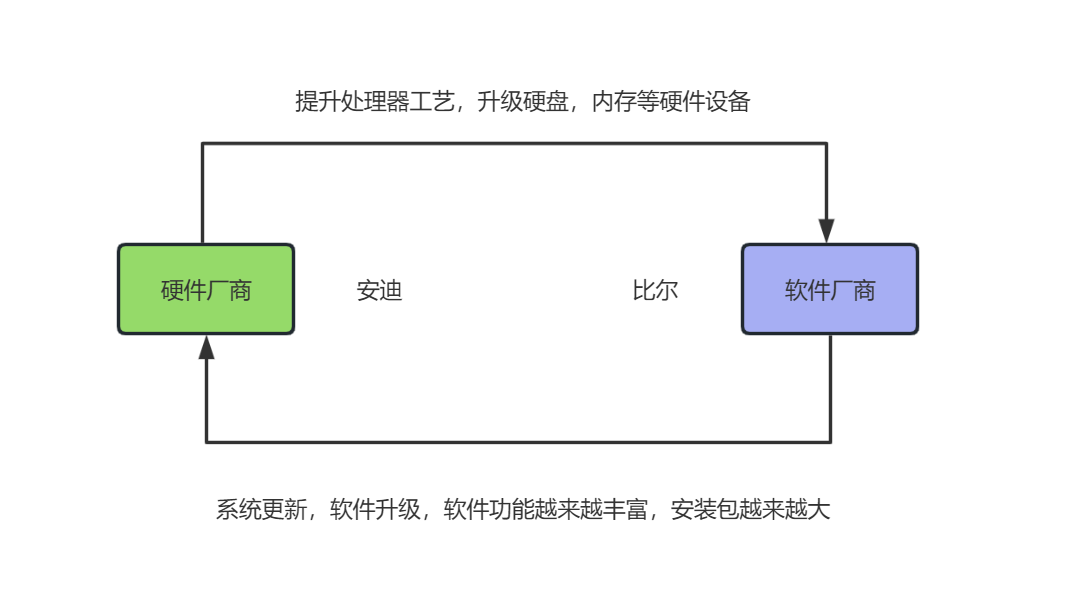 提升处理器工艺，升级硬盘，内存等硬件设备
硬件厂商
安迪
比尔
软件厂商
系统更新，软件升级，软件功能越来越丰富，安装包越来越大